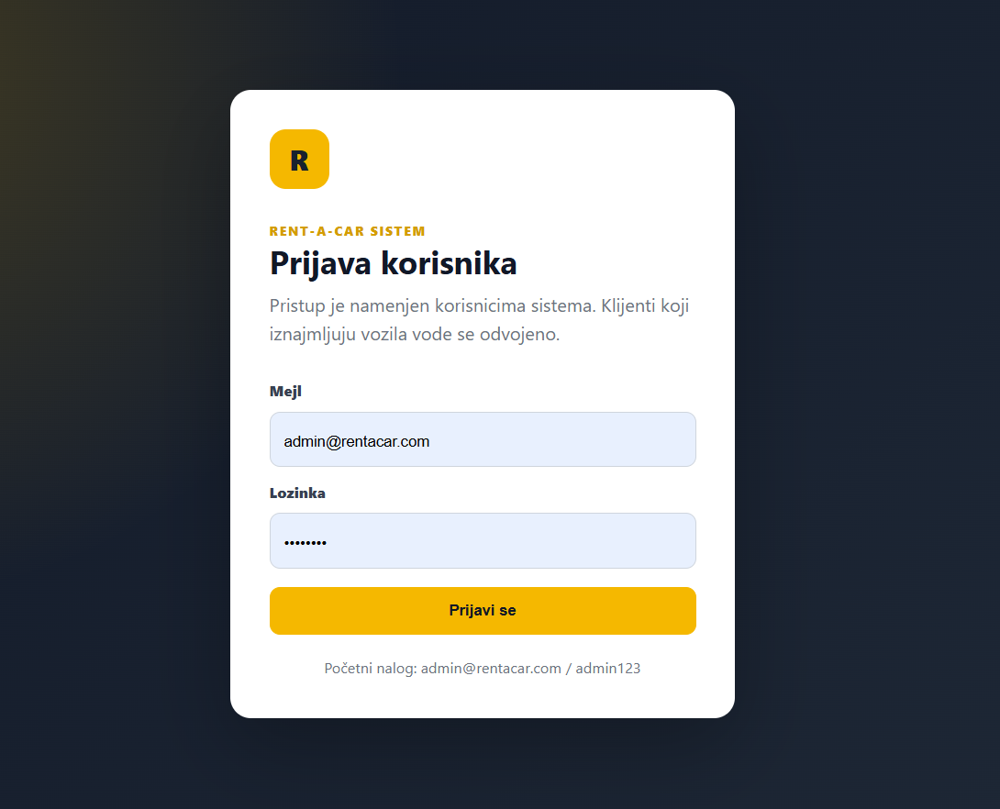 R
RENT-A-CAR SISTEM
Prijava korisnika
Pristup je namenjen korisnicima sistema. Klijenti koji
iznajmljuju vozila vode se odvojeno.
Mejl
admin@rentacar.com
Lozinka
••••••••
Prijavi se
Početni nalog: admin@rentacar.com / admin123